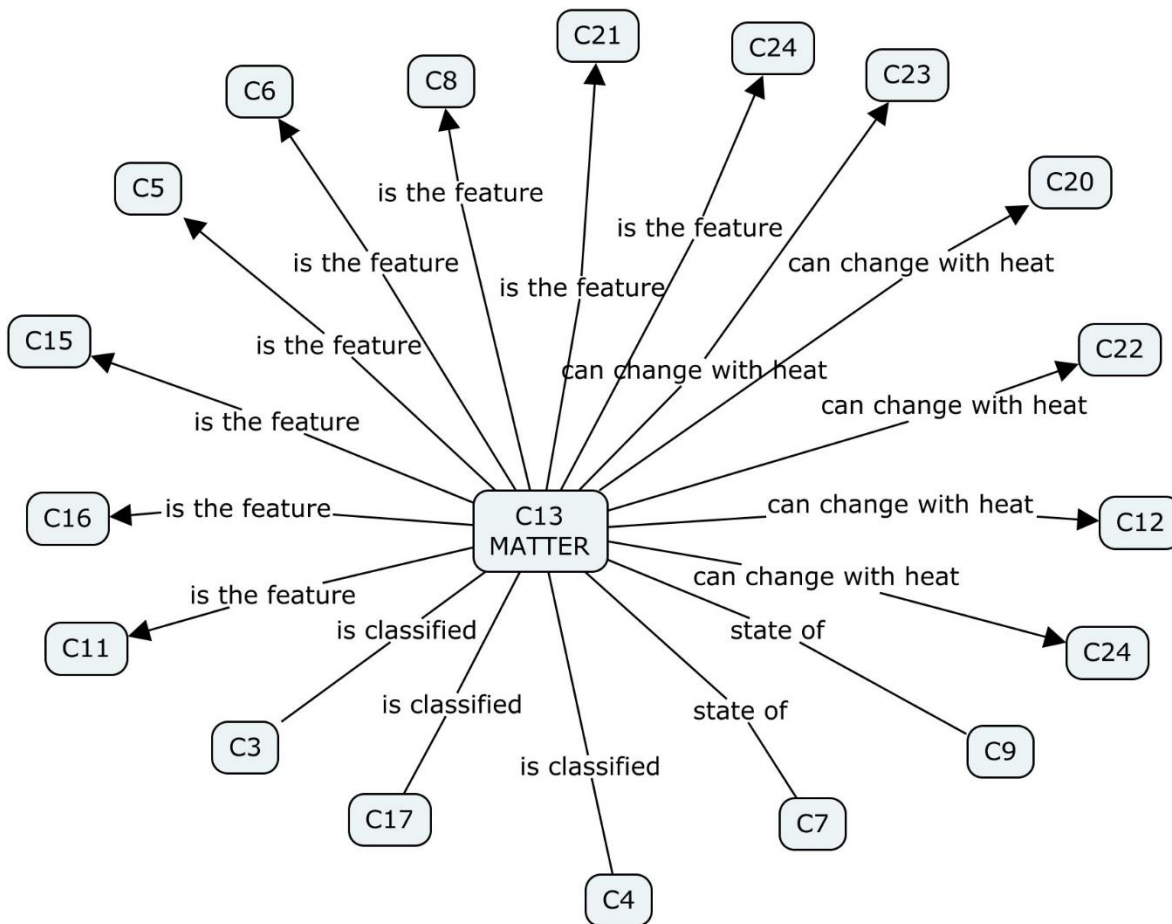 C21
C24
C23
C8
C6
C20
C5
is the feature
is the feature
is the feature
can change with heat
is the feature
C15
is the feature
C22
can change with heat
can change with heat
is the feature
C16
is the feature
C13
MATTER
can change with heat
C12
can change with heat
is the feature
C11
is classified
state of
C24
is classified
state of
C3
C9
is classified
C17
C7
C4